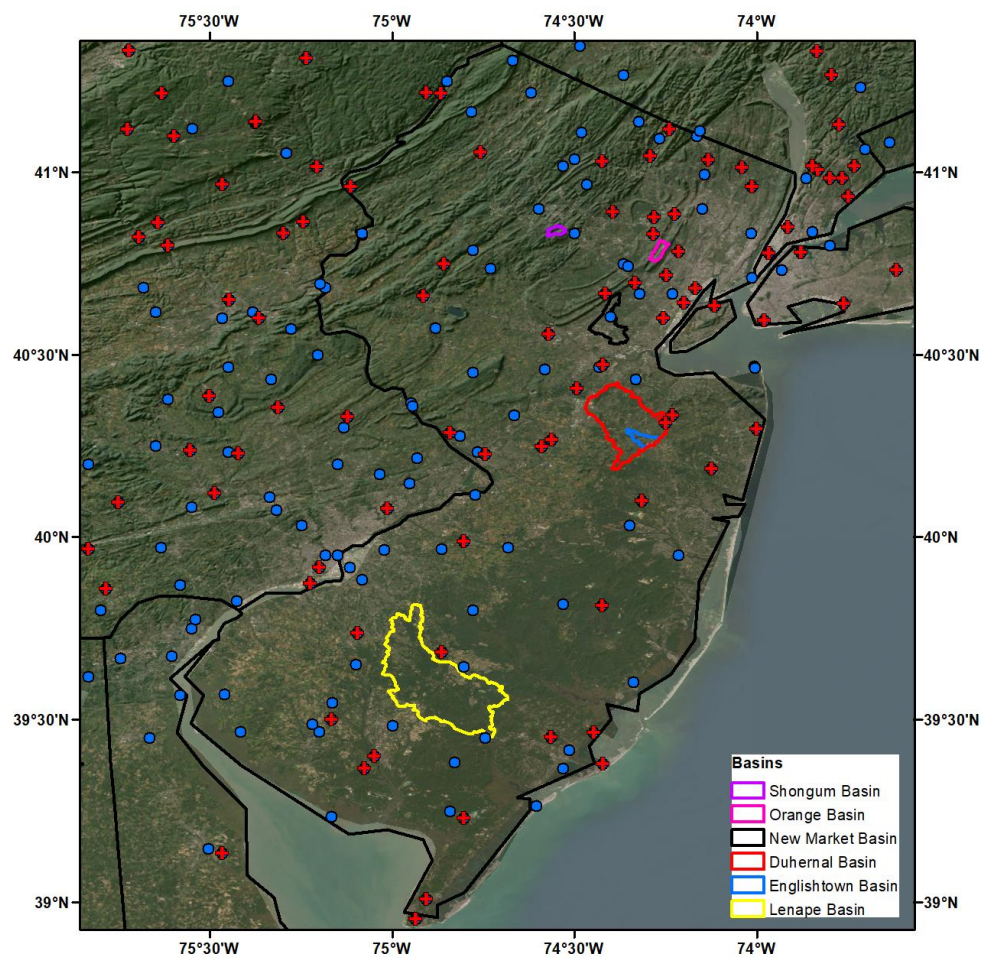 75°30'W 75°W 74°30'W 74°W
41°N 41°N
40°30'N 40°30'N
40°N 40°N
39°30'N 39°30'N
Basins
Shongum Basin
Orange Basin
New Market Basin
Duhernal Basin
Englishtown Basin
Lenape Basin
39°N 39°N
75°30'W 75°W 74°30'W 74°W